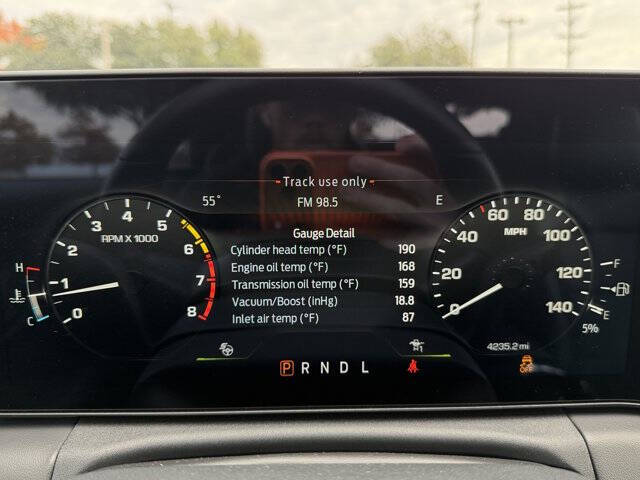 Track use only
55°
FM 98.5
E
Gauge Detail
Cylinder head temp (°F) 190
Engine oil temp (°F) 168
Transmission oil temp (°F) 159
Vacuum/Boost (inHg) 18.8
Inlet air temp (°F) 87
RPM X 1000
0 1 2 3 4 5 6 7 8
H
C
MPH
0 20 40 60 80 100 120 140
F
E
5%
4235.2 mi
OFF
P R N D L